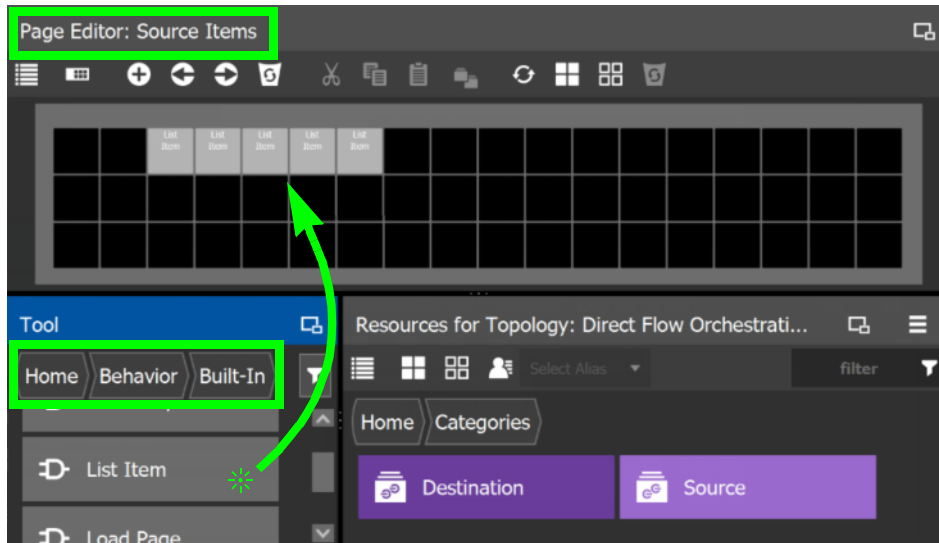 Page Editor: Source Items
List List List List List
Item Item Item Item Item
Tool
Resources for Topology: Direct Flow Orchestrati...
Home Behavior Built-In
Select Alias
filter
Home Categories
List Item
Destination
Source
Load Page